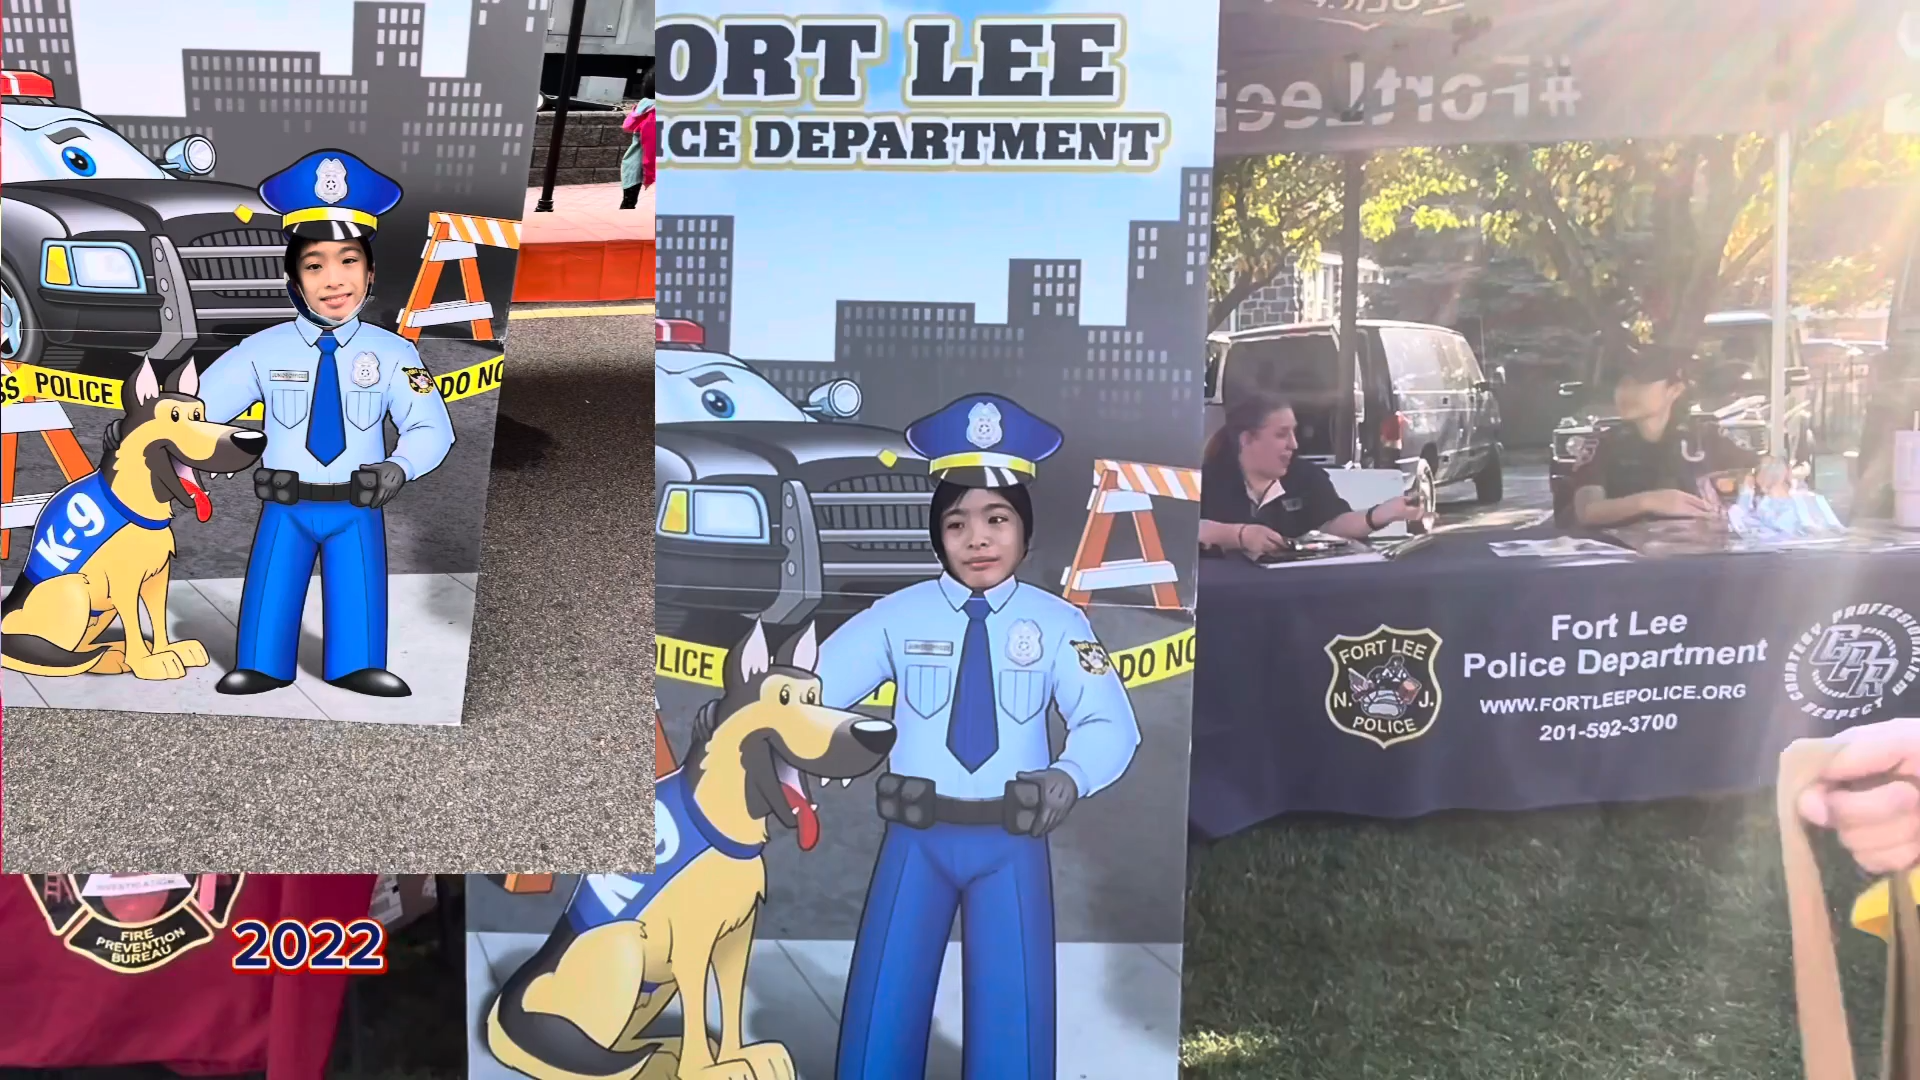 POLICE
DO NO
K-9
FORT LEE
ICE DEPARTMENT
LICE
DO NO
#FortLee
FORT LEE
N. J.
POLICE
Fort Lee
Police Department
WWW.FORTLEEPOLICE.ORG
201-592-3700
COURTESY PROFESSIONALISM RESPECT
CPR
FIRE
PREVENTION
BUREAU
2022